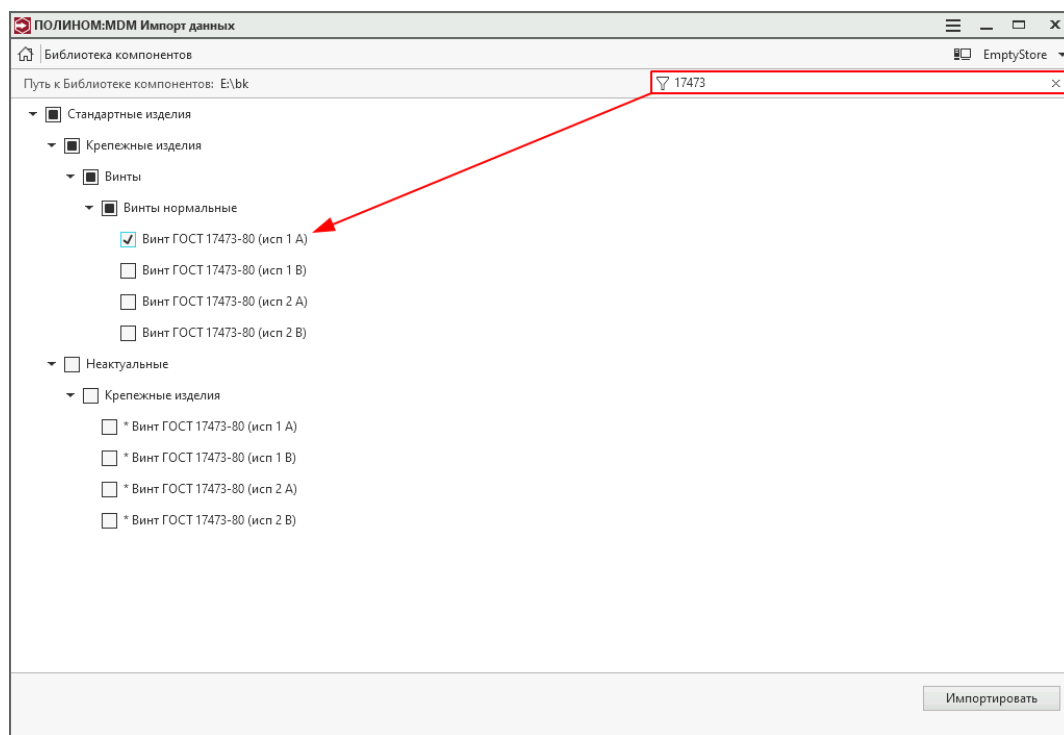 ПОЛИНОМ:MDM Импорт данных
Библиотека компонентов
EmptyStore
Путь к Библиотеке компонентов: E:\bk
17473
Стандартные изделия
Крепежные изделия
Винты
Винты нормальные
Винт ГОСТ 17473-80 (исп 1 A)
Винт ГОСТ 17473-80 (исп 1 B)
Винт ГОСТ 17473-80 (исп 2 A)
Винт ГОСТ 17473-80 (исп 2 B)
Неактуальные
Крепежные изделия
* Винт ГОСТ 17473-80 (исп 1 A)
* Винт ГОСТ 17473-80 (исп 1 B)
* Винт ГОСТ 17473-80 (исп 2 A)
* Винт ГОСТ 17473-80 (исп 2 B)
Импортировать